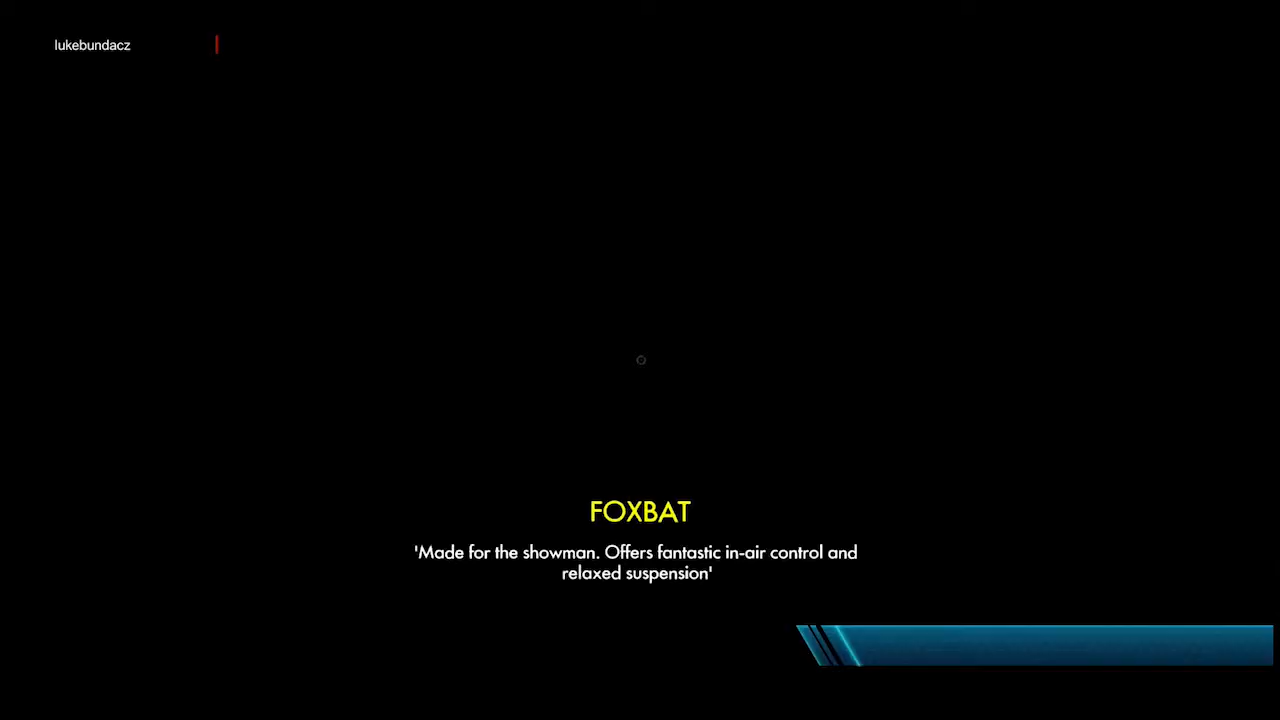 lukebundacz
FOXBAT
'Made for the showman. Offers fantastic in-air control and
relaxed suspension'